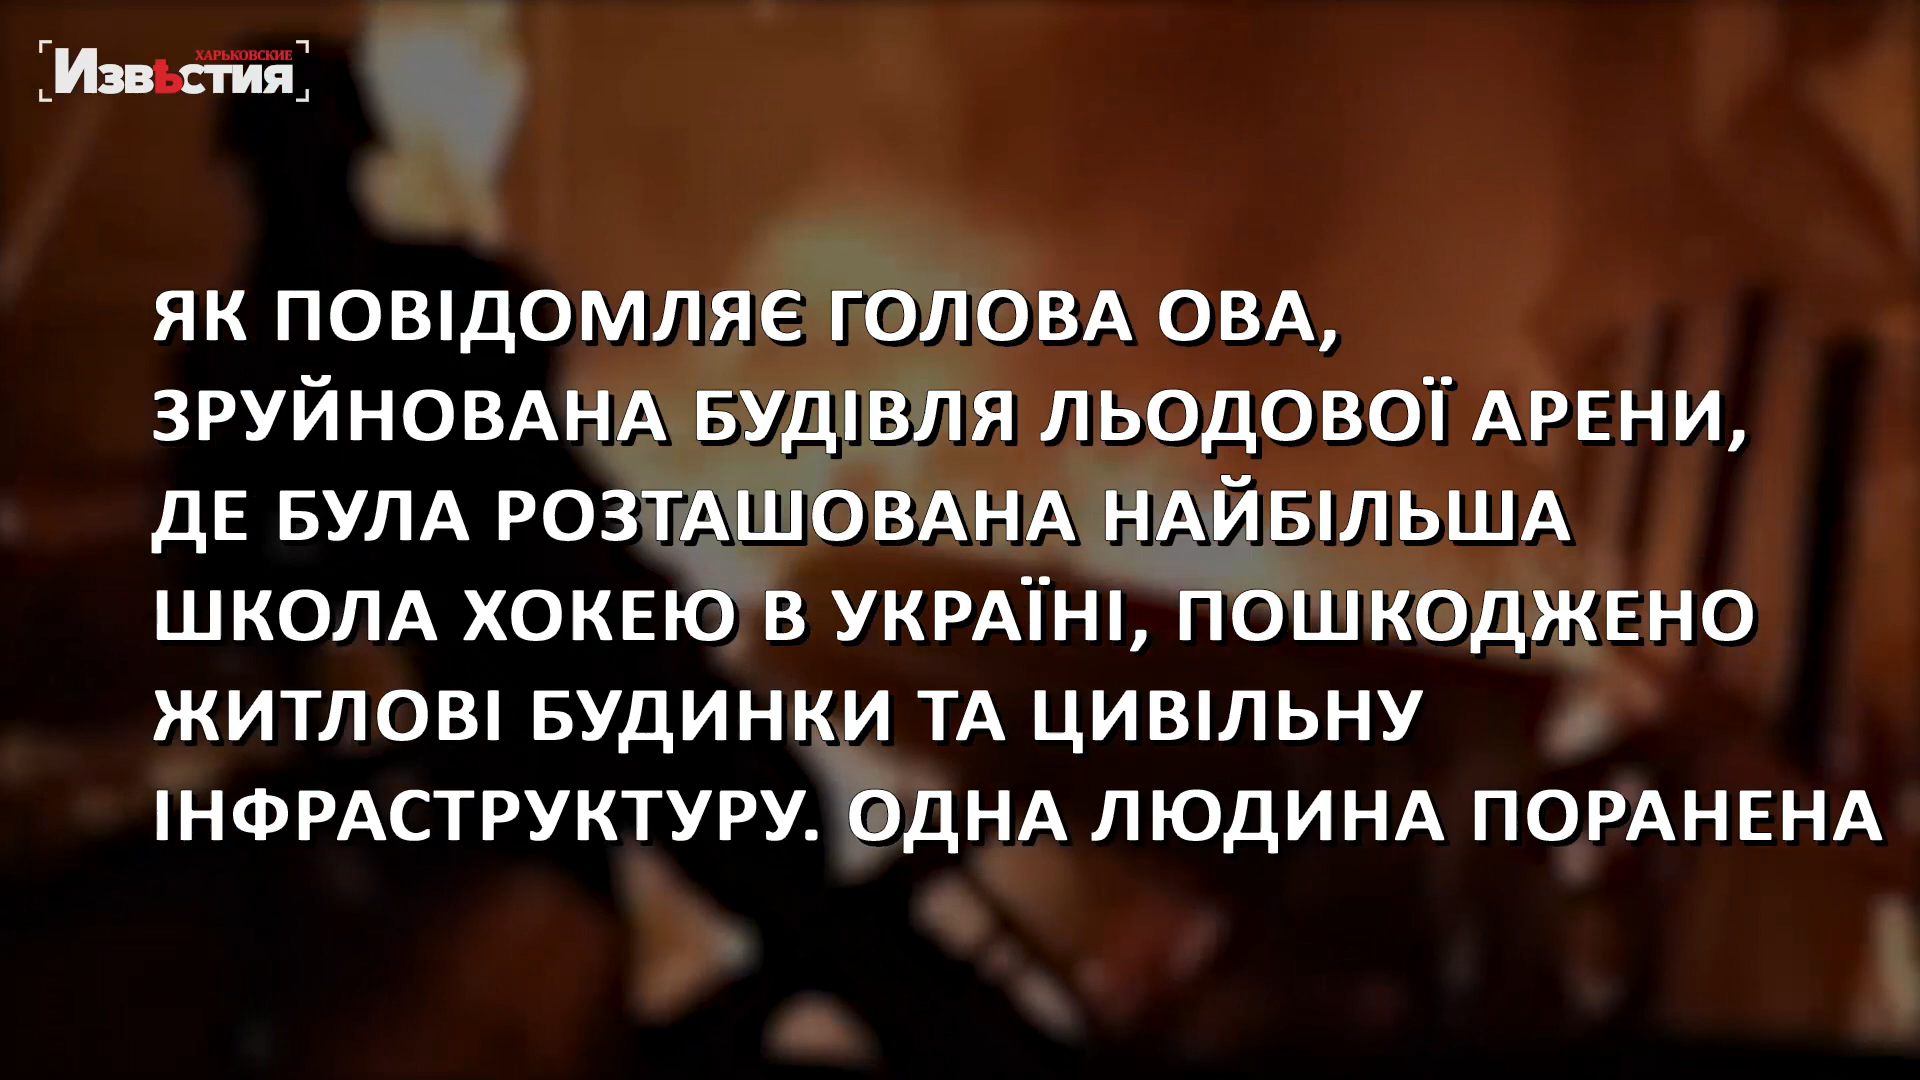 ХАРЬКОВСКИЕ
ИЗВѢСТИЯ
ЯК ПОВІДОМЛЯЄ ГОЛОВА ОВА,
ЗРУЙНОВАНА БУДІВЛЯ ЛЬОДОВОЇ АРЕНИ,
ДЕ БУЛА РОЗТАШОВАНА НАЙБІЛЬША
ШКОЛА ХОКЕЮ В УКРАЇНІ, ПОШКОДЖЕНО
ЖИТЛОВІ БУДИНКИ ТА ЦИВІЛЬНУ
ІНФРАСТРУКТУРУ. ОДНА ЛЮДИНА ПОРАНЕНА